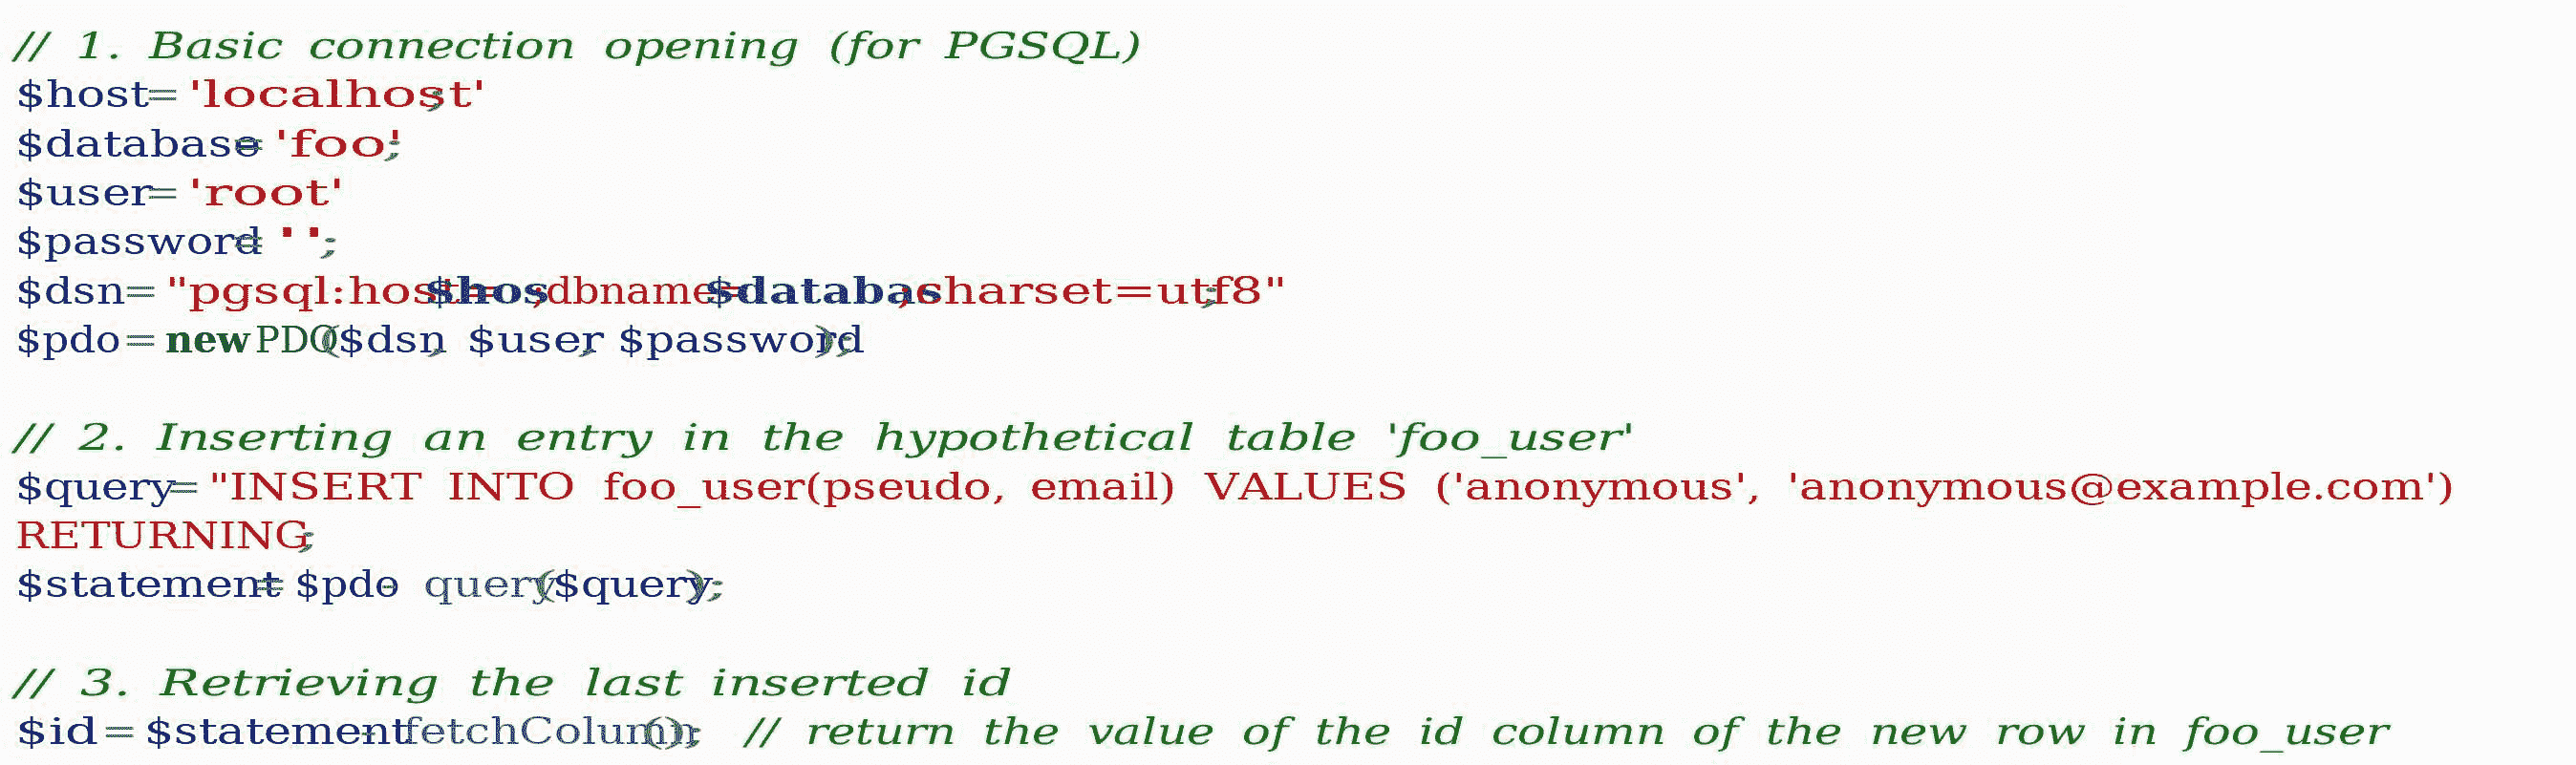 // 1. Basic connection opening (for PGSQL)
$host= 'localhost';
$database= 'foo';
$user= 'root'
$password= '';
$dsn= "pgsql:host=$host;dbname=$database;charset=utf8";
$pdo= new PDO($dsn, $user, $password);
// 2. Inserting an entry in the hypothetical table 'foo_user'
$query= "INSERT INTO foo_user(pseudo, email) VALUES ('anonymous', 'anonymous@example.com')
RETURNING;
$statement= $pdo- query($query);
// 3. Retrieving the last inserted id
$id= $statement-fetchColumn(); // return the value of the id column of the new row in foo_user